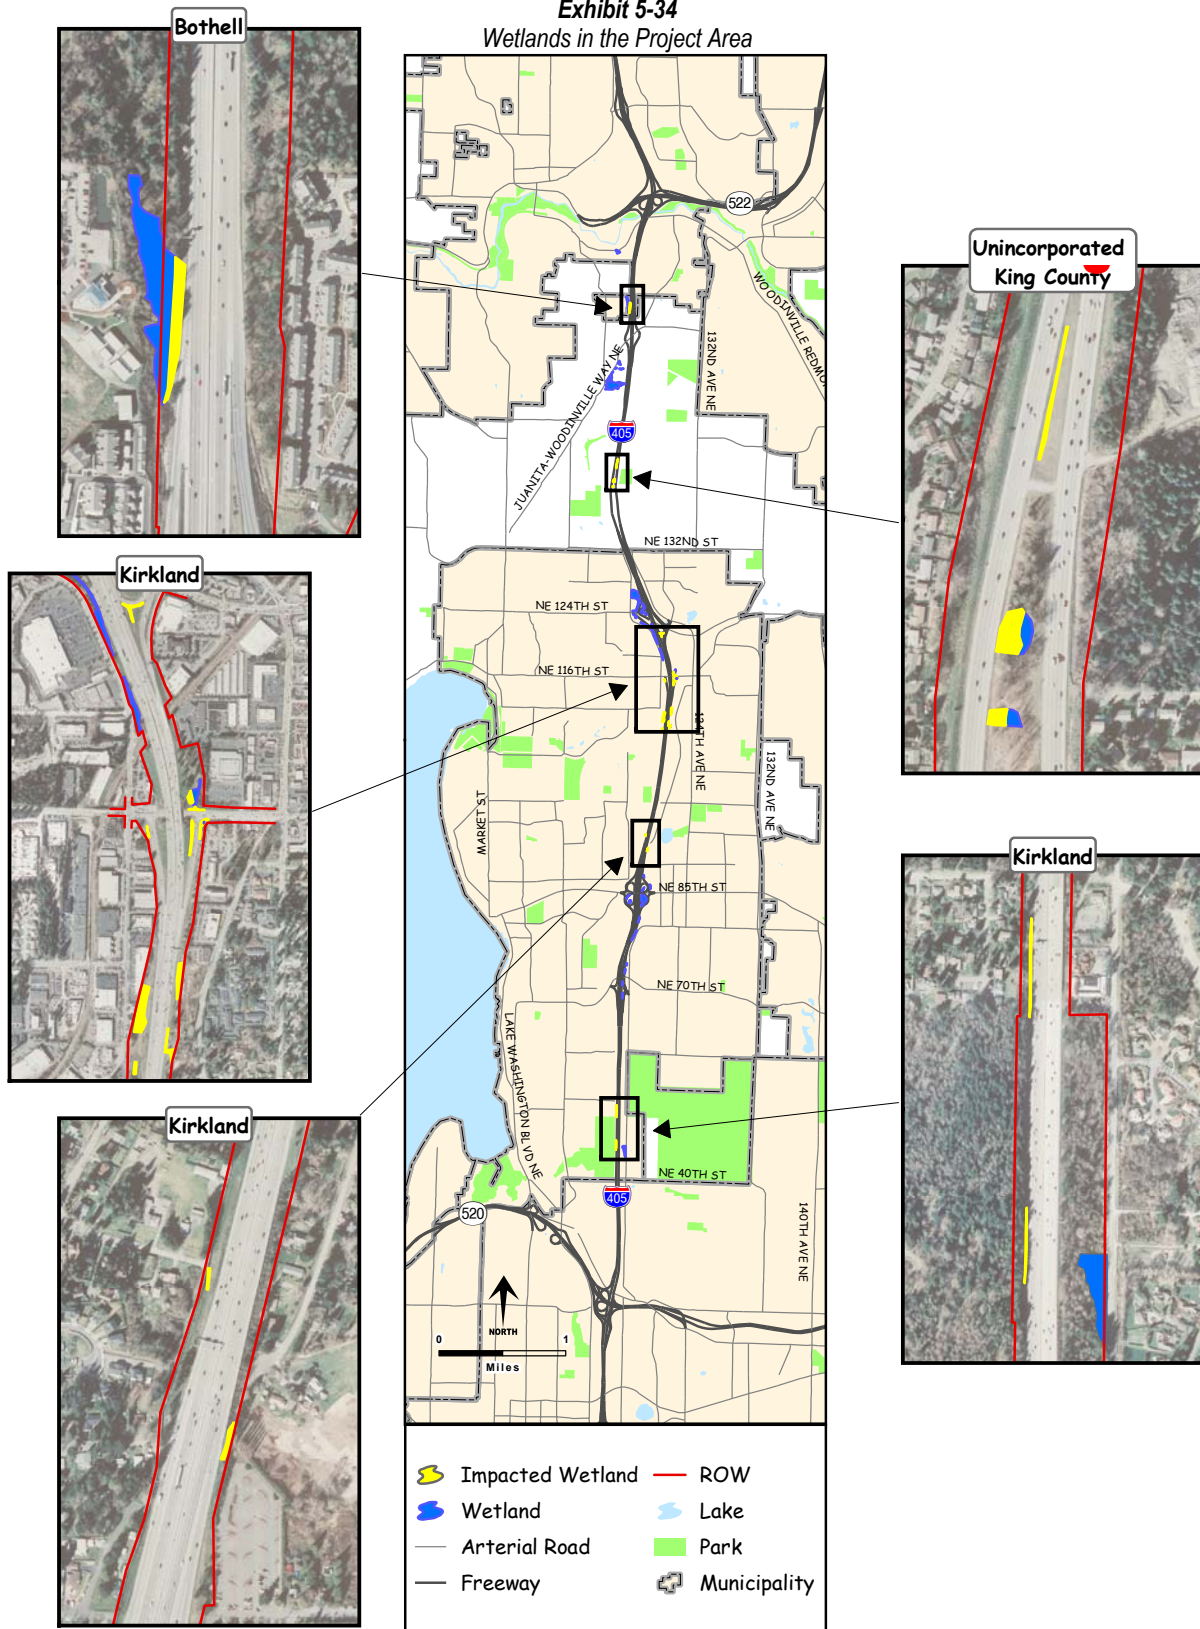 Exhibit 5-34
Wetlands in the Project Area
Bothell
522
Unincorporated
King County
WOODINVILLE REDMO
132ND AVE NE
JUANITA-WOODINVILLE WAY NE
405
NE 132ND ST
Kirkland
NE 124TH ST
NE 116TH ST
124TH AVE NE
132ND AVE NE
MARKET ST
Kirkland
NE 85TH ST
NE 70TH ST
LAKE WASHINGTON BLVD NE
Kirkland
NE 40TH ST
405
520
140TH AVE NE
NORTH
0 1
Miles
Impacted Wetland
ROW
Wetland
Lake
Arterial Road
Park
Freeway
Municipality